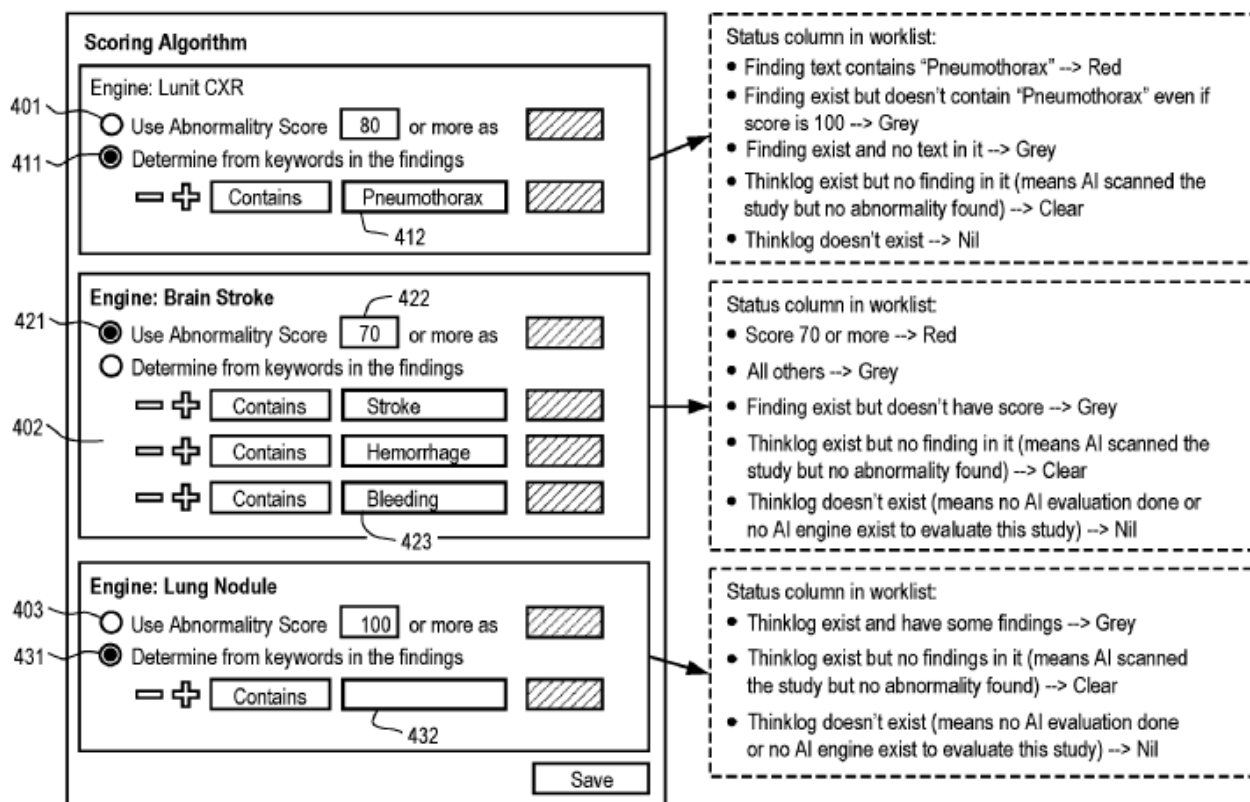 Scoring Algorithm
Engine: Lunit CXR
401
Use Abnormalitry Score 80 or more as
411
Determine from keywords in the findings
Contains Pneumothorax
412
Engine: Brain Stroke
422
421
Use Abnormalitry Score 70 or more as
Determine from keywords in the findings
Contains Stroke
402
Contains Hemorrhage
Contains Bleeding
423
Engine: Lung Nodule
403
Use Abnormalitry Score 100 or more as
431
Determine from keywords in the findings
Contains
432
Save
Status column in worklist:
• Finding text contains “Pneumothorax” --> Red
• Finding exist but doesn’t contain “Pneumothorax” even if
score is 100 --> Grey
• Finding exist and no text in it --> Grey
• Thinklog exist but no finding in it (means AI scanned the
study but no abnormality found) --> Clear
• Thinklog doesn’t exist --> Nil
Status column in worklist:
• Score 70 or more --> Red
• All others --> Grey
• Finding exist but doesn’t have score --> Grey
• Thinklog exist but no finding in it (means AI scanned the
study but no abnormality found) --> Clear
• Thinklog doesn’t exist (means no AI evaluation done or
no AI engine exist to evaluate this study) --> Nil
Status column in worklist:
• Thinklog exist and have some findings --> Grey
• Thinklog exist but no findings in it (means AI scanned
the study but no abnormality found) --> Clear
• Thinklog doesn’t exist (means no AI evaluation done
or no AI engine exist to evaluate this study) --> Nil